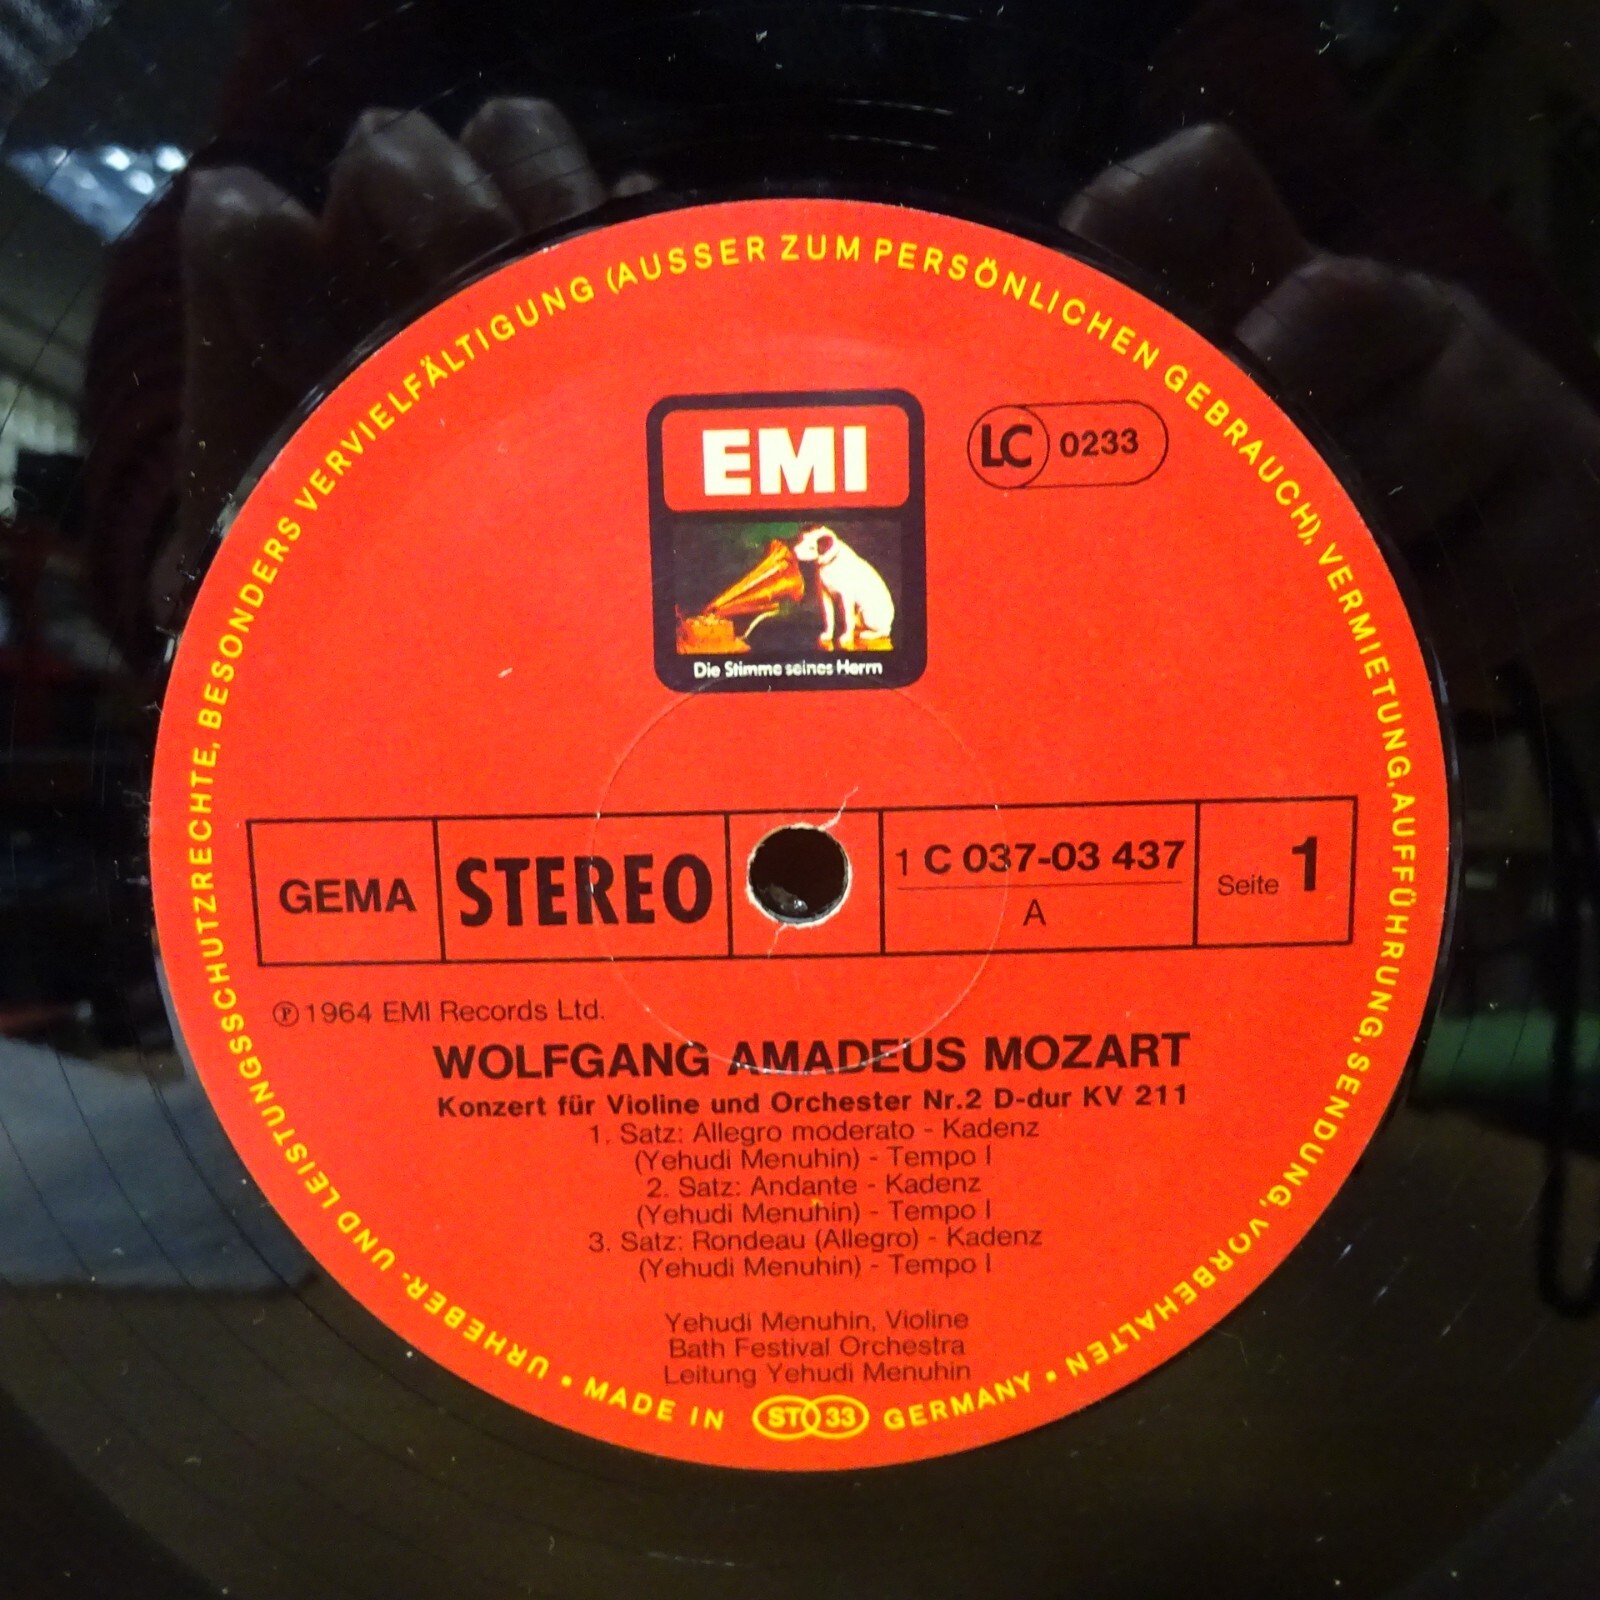 URHEBER- UND LEISTUNGSSCHUTZRECHTE, BESONDERS VERVIELFÄLTIGUNG (AUSSER ZUM PERSÖNLICHEN GEBRAUCH), VERMIETUNG, AUFFÜHRUNG, SENDUNG, VORBEHALTEN •
EMI
LC 0233
Die Stimme seines Herrn
GEMA
STEREO
1 C 037-03 437
A
Seite 1
℗ 1964 EMI Records Ltd.
WOLFGANG AMADEUS MOZART
Konzert für Violine und Orchester Nr.2 D-dur KV 211
1. Satz: Allegro moderato - Kadenz
(Yehudi Menuhin) - Tempo I
2. Satz: Andante - Kadenz
(Yehudi Menuhin) - Tempo I
3. Satz: Rondeau (Allegro) - Kadenz
(Yehudi Menuhin) - Tempo I
Yehudi Menuhin, Violine
Bath Festival Orchestra
Leitung Yehudi Menuhin
• MADE IN ST 33 GERMANY